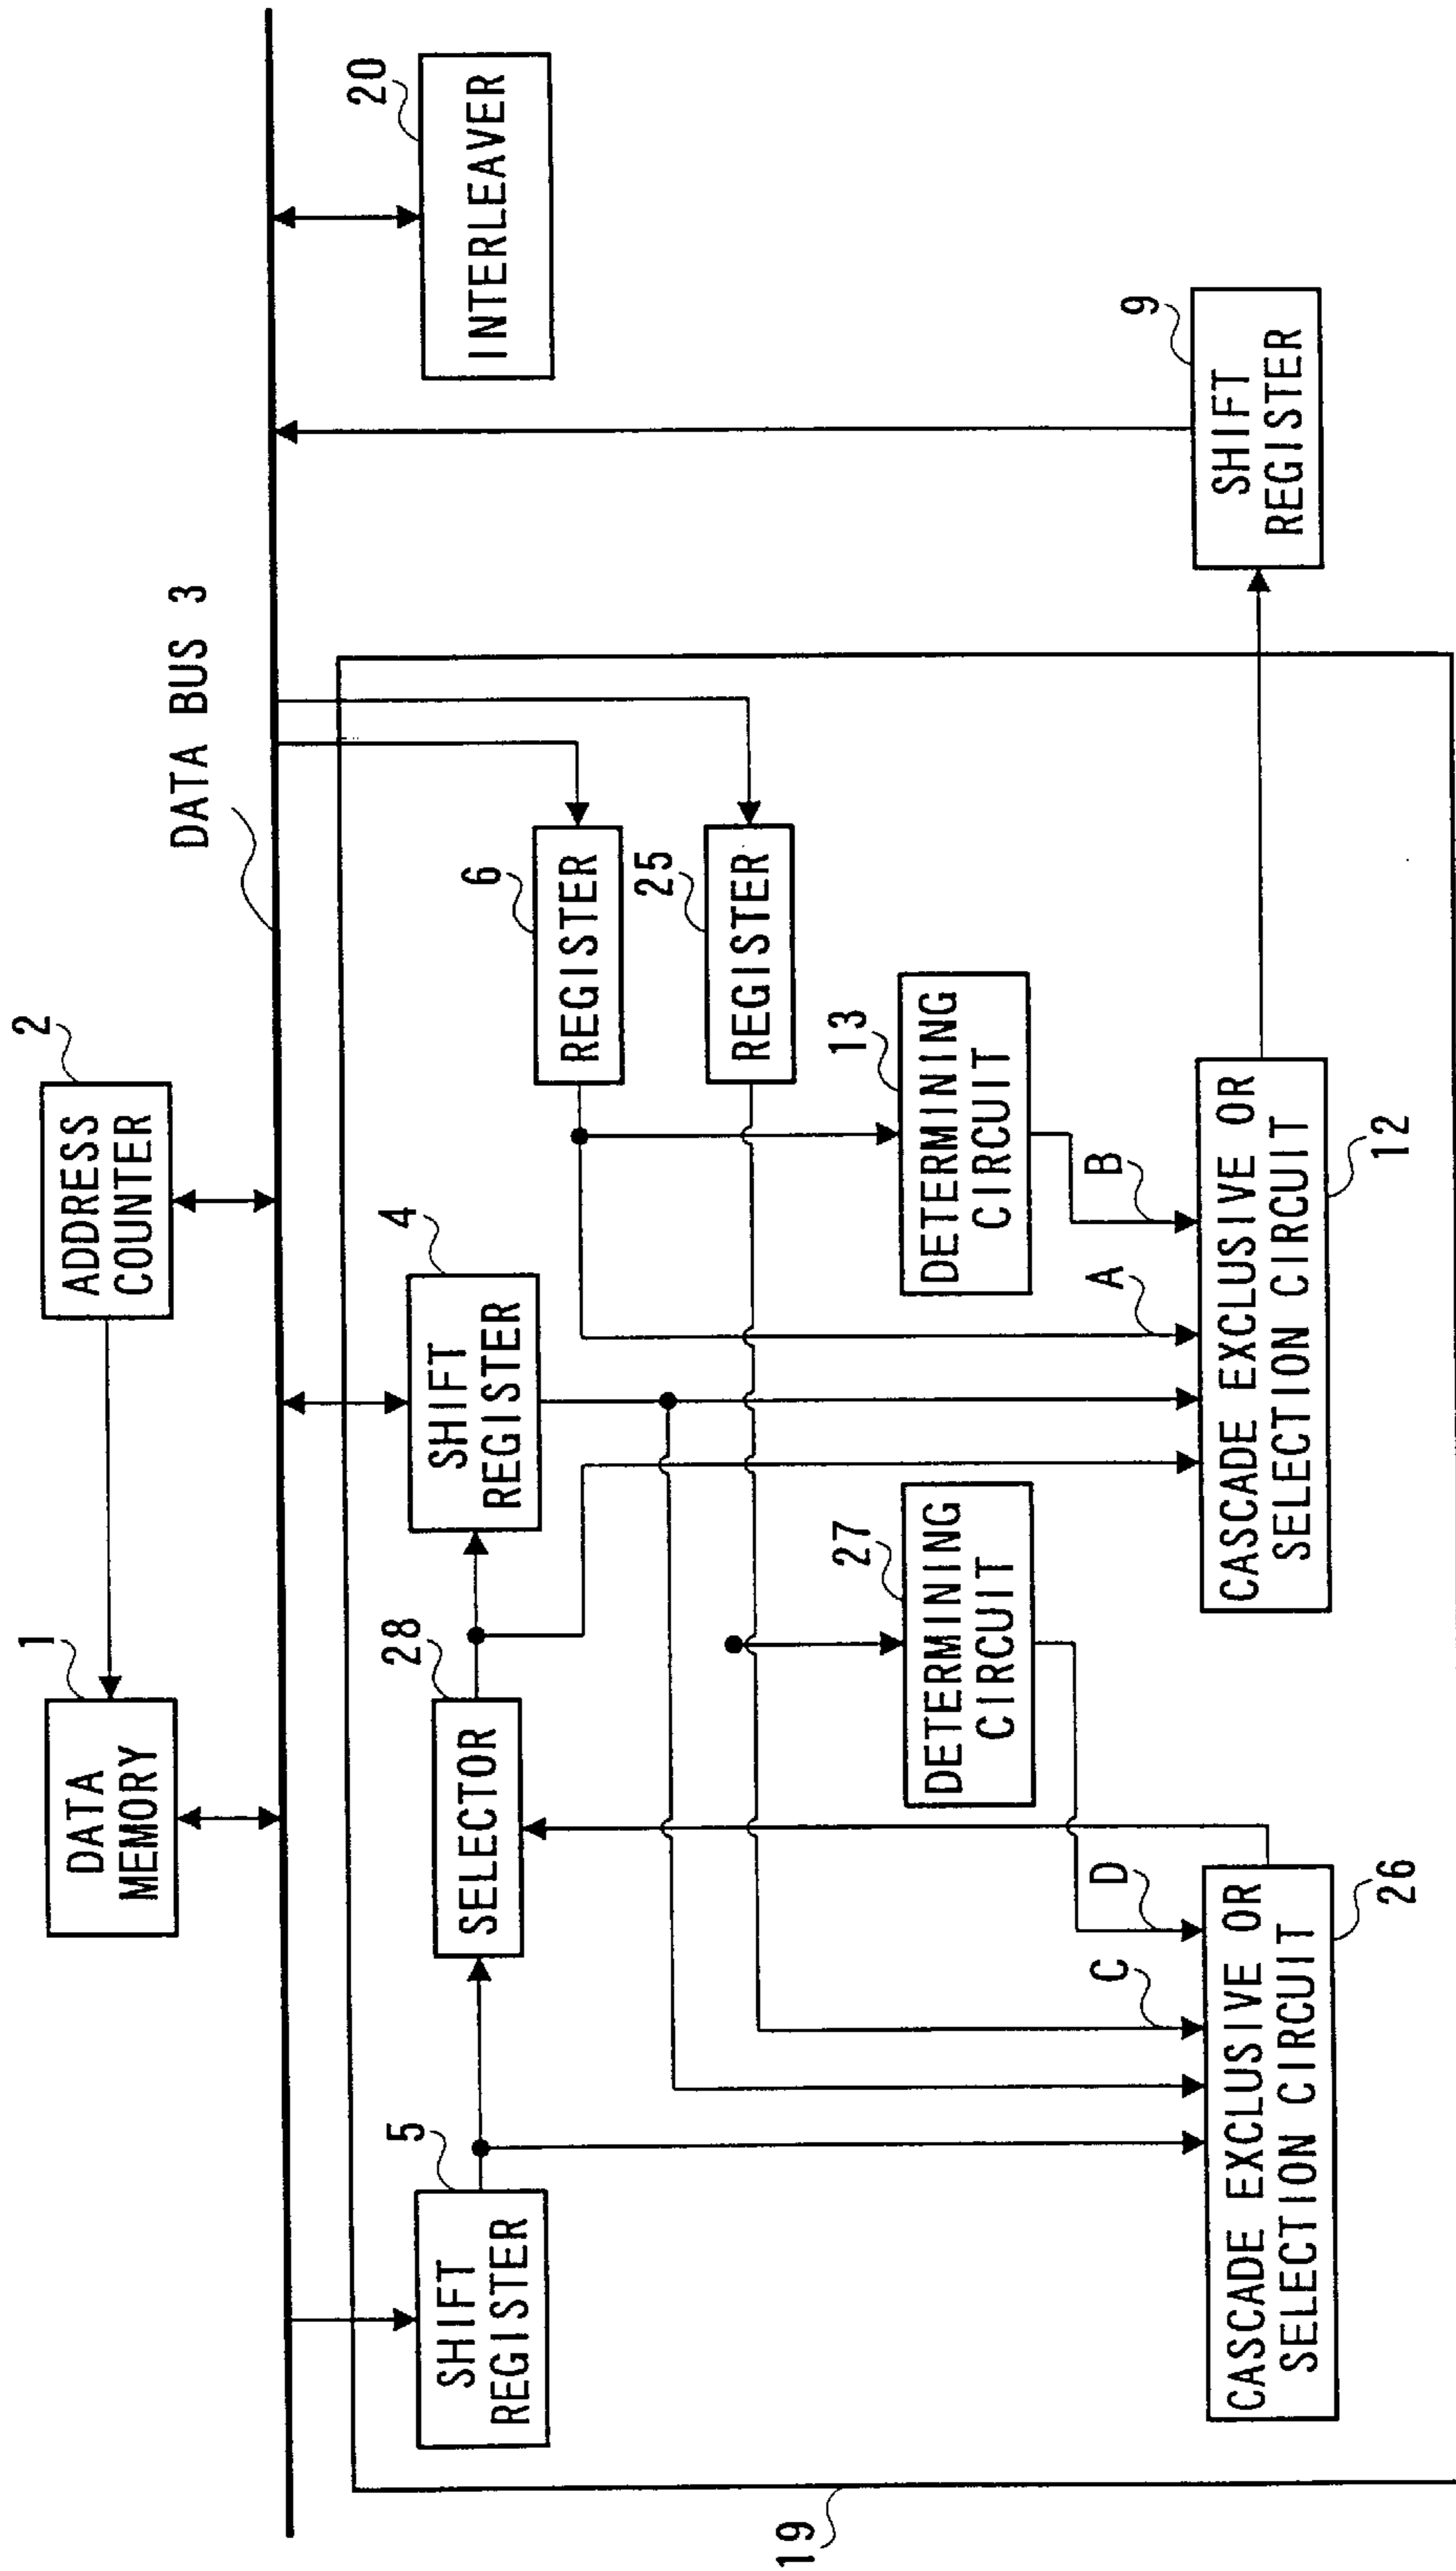 1
DATA
MEMORY
2
ADDRESS
COUNTER
DATA BUS 3
20
INTERLEAVER
5
SHIFT
REGISTER
28
SELECTOR
4
SHIFT
REGISTER
6
REGISTER
25
REGISTER
27
DETERMINING
CIRCUIT
13
DETERMINING
CIRCUIT
C
D
A
B
CASCADE EXCLUSIVE OR
SELECTION CIRCUIT
26
CASCADE EXCLUSIVE OR
SELECTION CIRCUIT
12
9
SHIFT
REGISTER
19